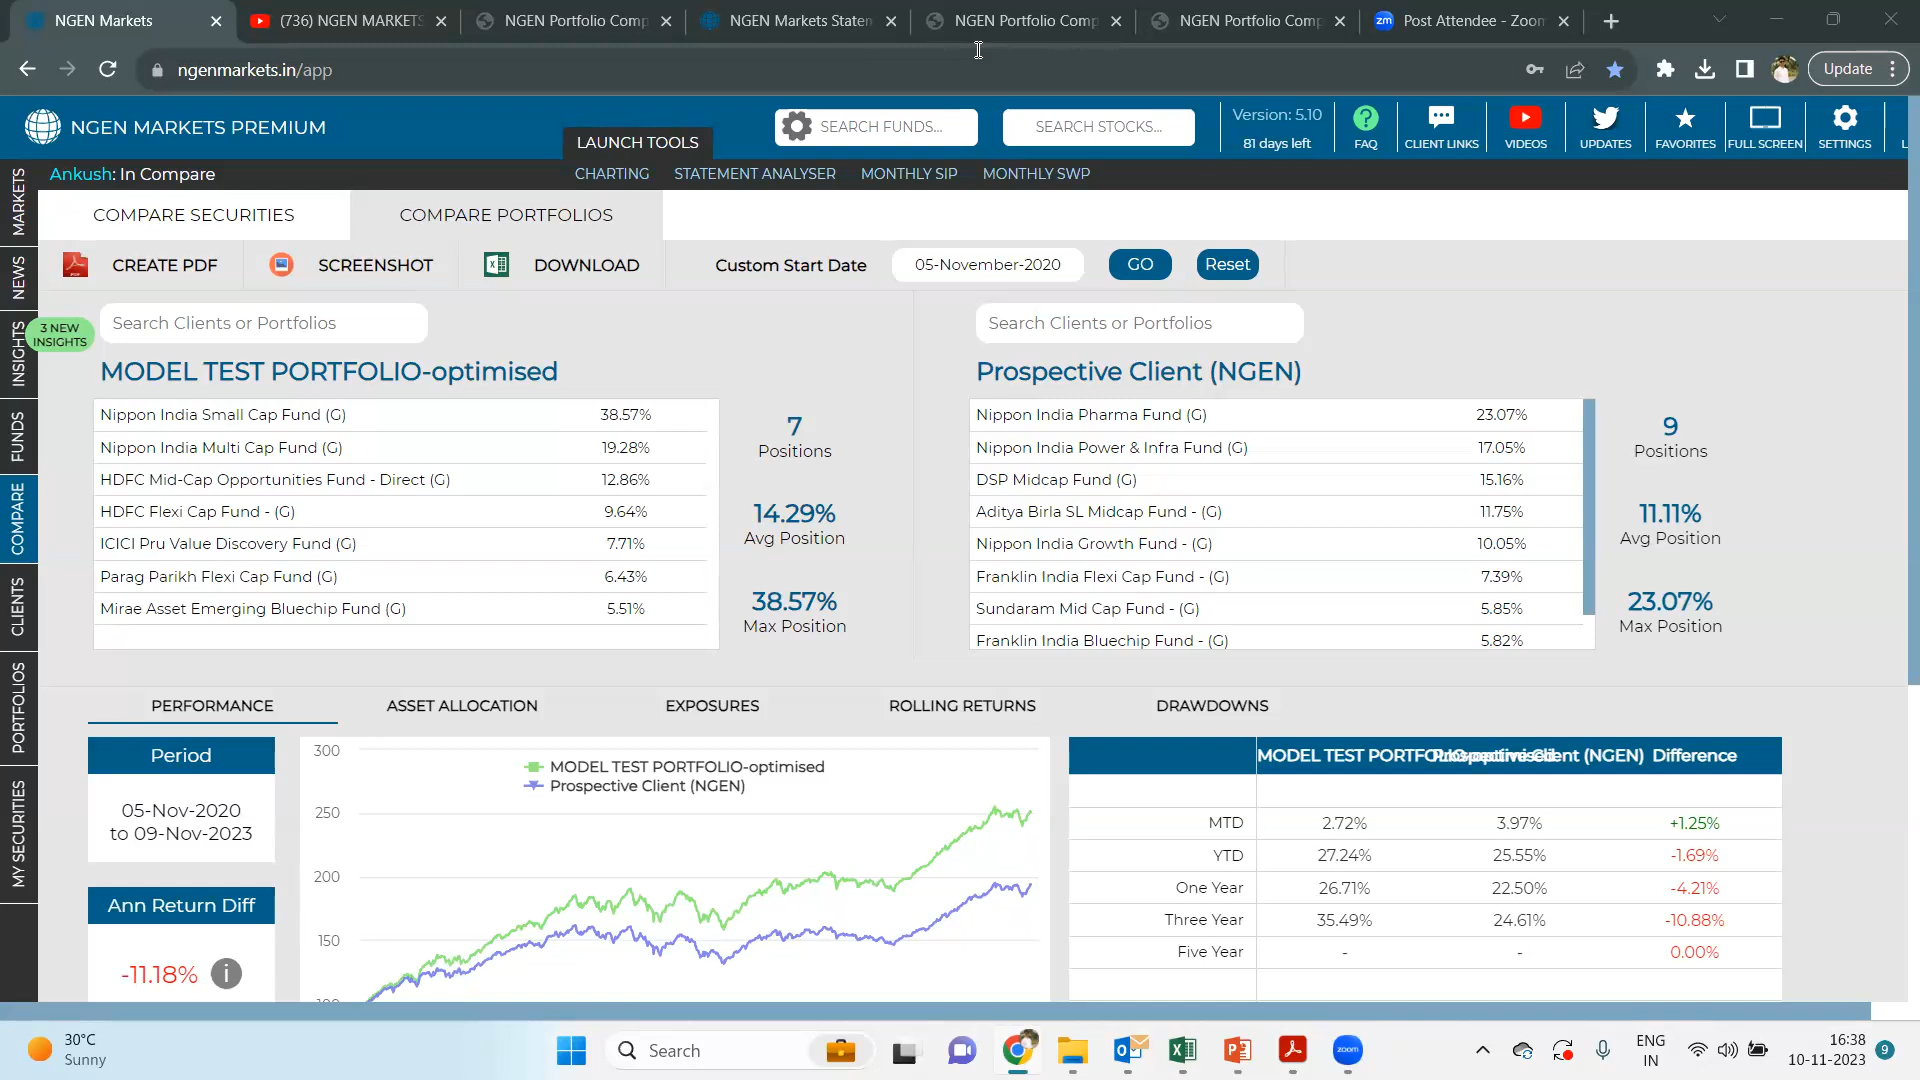 NGEN Markets
(736) NGEN MARKETS
NGEN Portfolio Comp
NGEN Markets Statem
NGEN Portfolio Comp
NGEN Portfolio Comp
zm
Post Attendee - Zoom
ngenmarkets.in/app
Update
NGEN MARKETS PREMIUM
LAUNCH TOOLS
SEARCH FUNDS...
SEARCH STOCKS...
Version: 5.10
81 days left
FAQ
CLIENT LINKS
VIDEOS
UPDATES
FAVORITES
FULL SCREEN
SETTINGS
Ankush: In Compare
CHARTING
STATEMENT ANALYSER
MONTHLY SIP
MONTHLY SWP
MARKETS
NEWS
INSIGHTS
3 NEW
INSIGHTS
FUNDS
COMPARE
CLIENTS
PORTFOLIOS
MY SECURITIES
COMPARE SECURITIES
COMPARE PORTFOLIOS
PDF
CREATE PDF
SCREENSHOT
DOWNLOAD
Custom Start Date
05-November-2020
GO
Reset
Search Clients or Portfolios
MODEL TEST PORTFOLIO-optimised
Nippon India Small Cap Fund (G) 38.57%
Nippon India Multi Cap Fund (G) 19.28%
HDFC Mid-Cap Opportunities Fund - Direct (G) 12.86%
HDFC Flexi Cap Fund - (G) 9.64%
ICICI Pru Value Discovery Fund (G) 7.71%
Parag Parikh Flexi Cap Fund (G) 6.43%
Mirae Asset Emerging Bluechip Fund (G) 5.51%
7
Positions
14.29%
Avg Position
38.57%
Max Position
Search Clients or Portfolios
Prospective Client (NGEN)
Nippon India Pharma Fund (G) 23.07%
Nippon India Power & Infra Fund (G) 17.05%
DSP Midcap Fund (G) 15.16%
Aditya Birla SL Midcap Fund - (G) 11.75%
Nippon India Growth Fund - (G) 10.05%
Franklin India Flexi Cap Fund - (G) 7.39%
Sundaram Mid Cap Fund - (G) 5.85%
Franklin India Bluechip Fund - (G) 5.82%
9
Positions
11.11%
Avg Position
23.07%
Max Position
PERFORMANCE
ASSET ALLOCATION
EXPOSURES
ROLLING RETURNS
DRAWDOWNS
Period
05-Nov-2020
to 09-Nov-2023
Ann Return Diff
-11.18%
i
300
250
200
150
100
MODEL TEST PORTFOLIO-optimised
Prospective Client (NGEN)
MODEL TEST PORTFOLIO-optimised Prospective Client (NGEN) Difference
MTD 2.72% 3.97% +1.25%
YTD 27.24% 25.55% -1.69%
One Year 26.71% 22.50% -4.21%
Three Year 35.49% 24.61% -10.88%
Five Year - - 0.00%
30°C
Sunny
Search
zoom
ENG
IN
16:38
10-11-2023
9